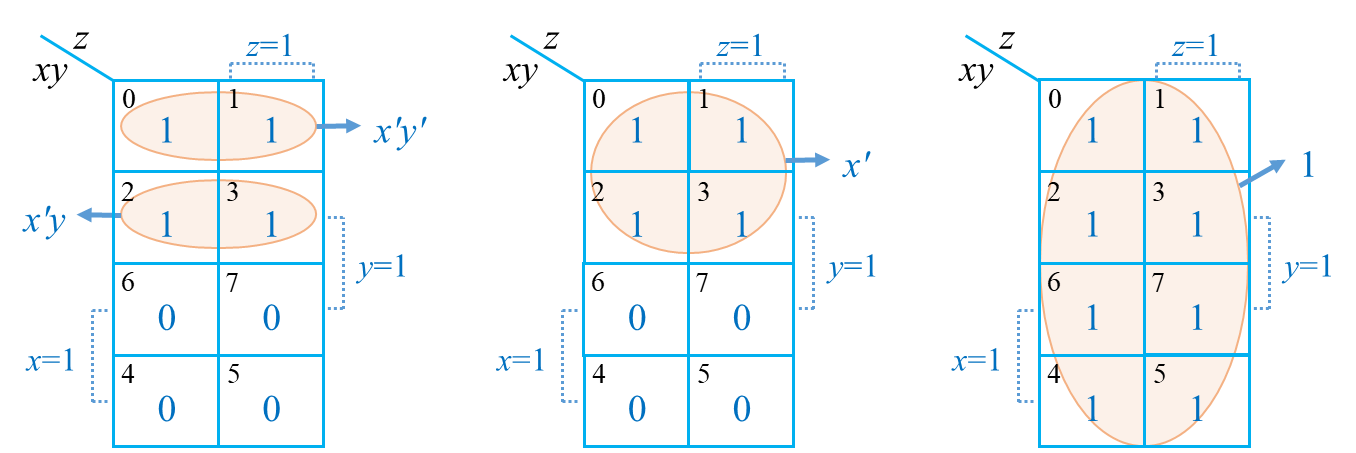 z z z
z=1 z=1 z=1
xy xy xy
0 1 0 1 0 1
1 1 x'y' 1 1 x' 1 1 1
2 3 2 3 2 3
x'y 1 1 1 1 1 1
y=1 y=1 y=1
6 7 6 7 6 7
0 0 0 0 1 1
x=1 x=1 x=1
4 5 4 5 4 5
0 0 0 0 1 1